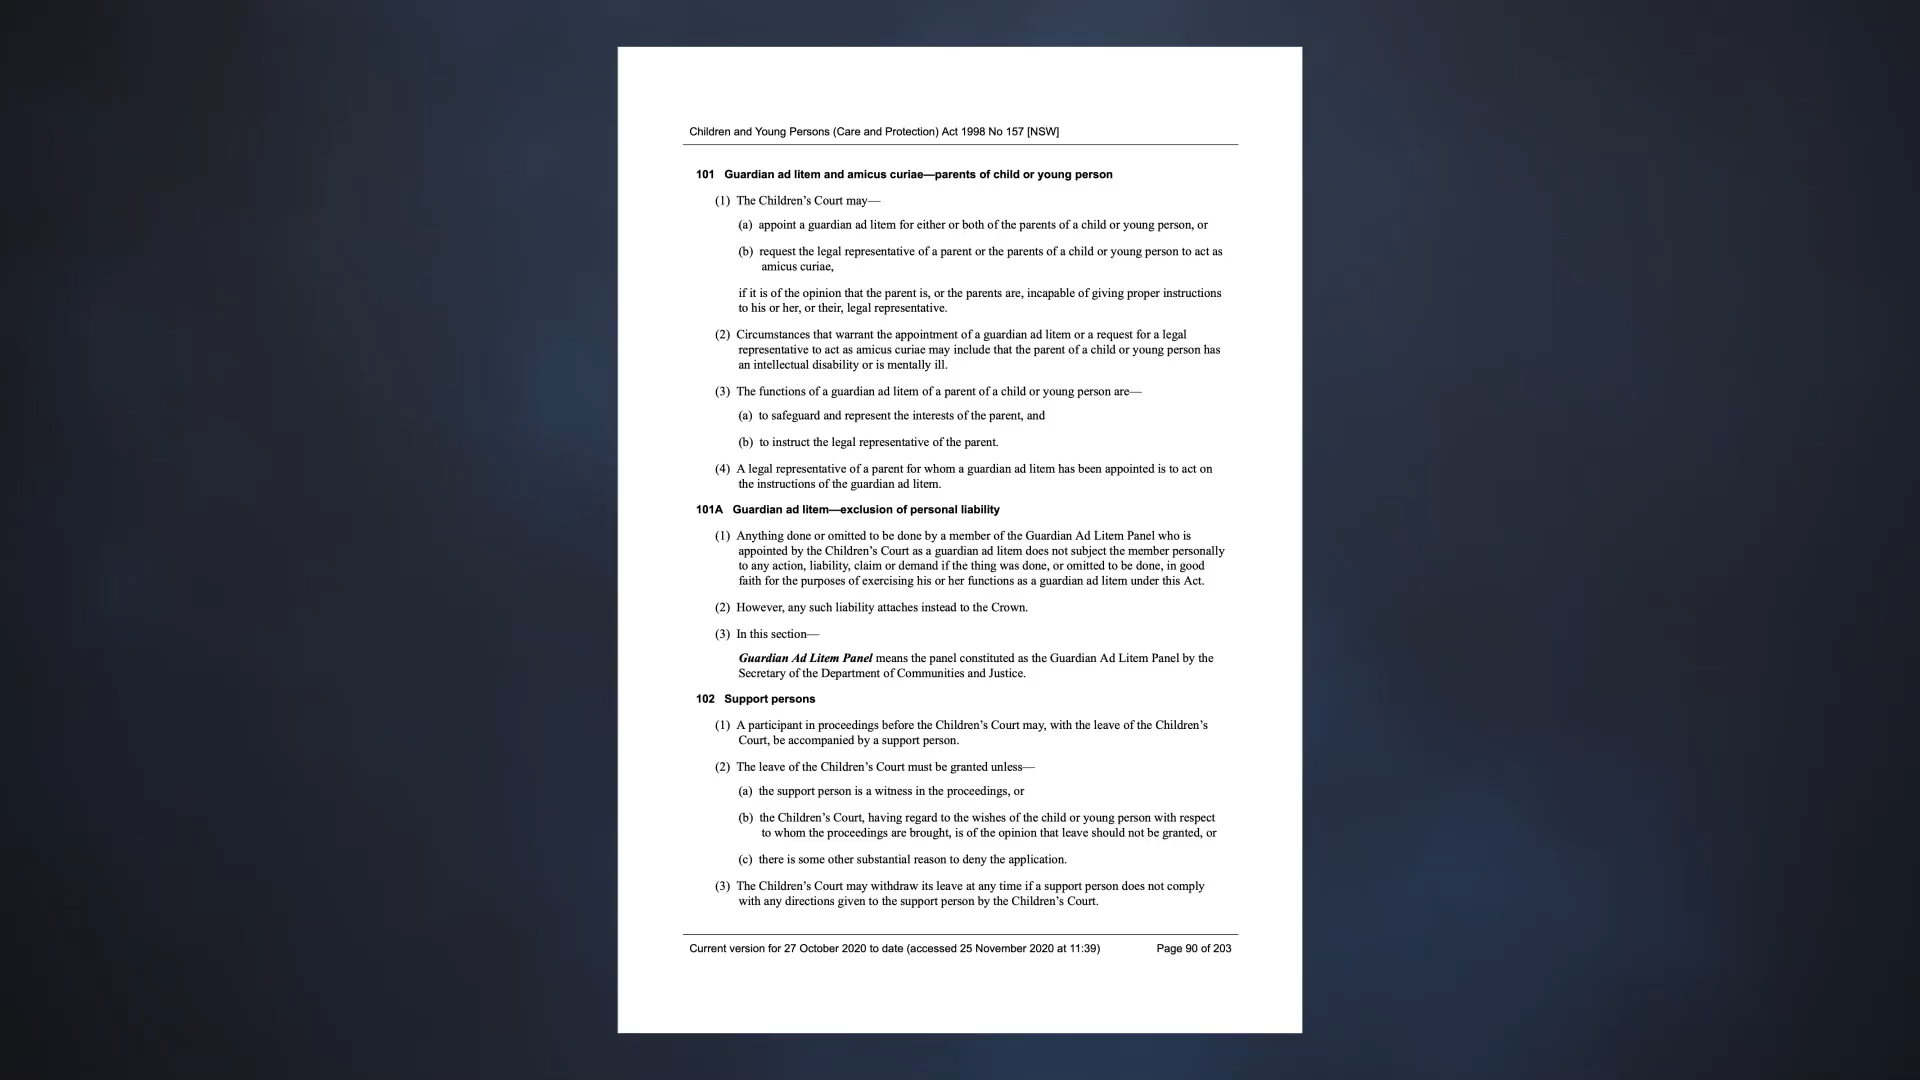 Children and Young Persons (Care and Protection) Act 1998 No 157 [NSW]
101 Guardian ad litem and amicus curiae—parents of child or young person
(1) The Children’s Court may—
(a) appoint a guardian ad litem for either or both of the parents of a child or young person, or
(b) request the legal representative of a parent or the parents of a child or young person to act as
amicus curiae,
if it is of the opinion that the parent is, or the parents are, incapable of giving proper instructions
to his or her, or their, legal representative.
(2) Circumstances that warrant the appointment of a guardian ad litem or a request for a legal
representative to act as amicus curiae may include that the parent of a child or young person has
an intellectual disability or is mentally ill.
(3) The functions of a guardian ad litem of a parent of a child or young person are—
(a) to safeguard and represent the interests of the parent, and
(b) to instruct the legal representative of the parent.
(4) A legal representative of a parent for whom a guardian ad litem has been appointed is to act on
the instructions of the guardian ad litem.
101A Guardian ad litem—exclusion of personal liability
(1) Anything done or omitted to be done by a member of the Guardian Ad Litem Panel who is
appointed by the Children’s Court as a guardian ad litem does not subject the member personally
to any action, liability, claim or demand if the thing was done, or omitted to be done, in good
faith for the purposes of exercising his or her functions as a guardian ad litem under this Act.
(2) However, any such liability attaches instead to the Crown.
(3) In this section—
Guardian Ad Litem Panel means the panel constituted as the Guardian Ad Litem Panel by the
Secretary of the Department of Communities and Justice.
102 Support persons
(1) A participant in proceedings before the Children’s Court may, with the leave of the Children’s
Court, be accompanied by a support person.
(2) The leave of the Children’s Court must be granted unless—
(a) the support person is a witness in the proceedings, or
(b) the Children’s Court, having regard to the wishes of the child or young person with respect
to whom the proceedings are brought, is of the opinion that leave should not be granted, or
(c) there is some other substantial reason to deny the application.
(3) The Children’s Court may withdraw its leave at any time if a support person does not comply
with any directions given to the support person by the Children’s Court.
Current version for 27 October 2020 to date (accessed 25 November 2020 at 11:39) Page 90 of 203